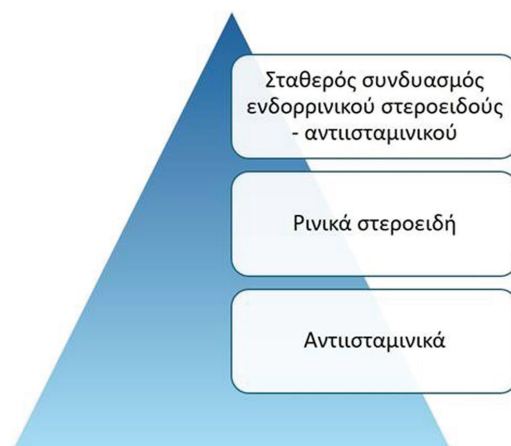 Σταθερός συνδυασμός
ενδορρινικού στεροειδούς
- αντιισταμινικού
Ρινικά στεροειδή
Αντιισταμινικά